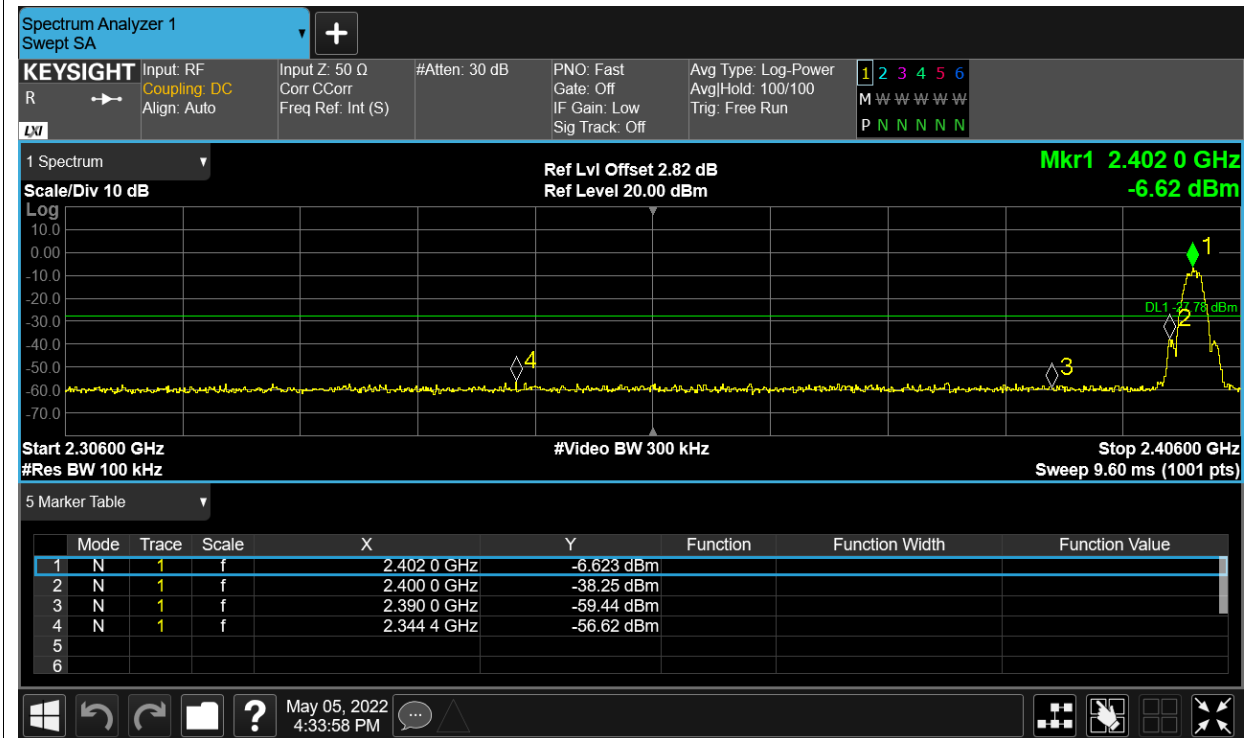 Spectrum Analyzer 1
Swept SA
KEYSIGHT
R
LXI
Input: RF
Coupling: DC
Align: Auto
Input Z: 50 Ω
Corr CCorr
Freq Ref: Int (S)
#Atten: 30 dB
PNO: Fast
Gate: Off
IF Gain: Low
Sig Track: Off
Avg Type: Log-Power
Avg|Hold: 100/100
Trig: Free Run
1 2 3 4 5 6
M W W W W W
P N N N N N
1 Spectrum
Scale/Div 10 dB
Ref Lvl Offset 2.82 dB
Ref Level 20.00 dBm
Mkr1 2.402 0 GHz
-6.62 dBm
Log
10.0
0.00
-10.0
-20.0
-30.0
-40.0
-50.0
-60.0
-70.0
1
DL1 -27.78 dBm
2
4
3
Start 2.30600 GHz
#Video BW 300 kHz
Stop 2.40600 GHz
#Res BW 100 kHz
Sweep 9.60 ms (1001 pts)
5 Marker Table
Mode Trace Scale X Y Function Function Width Function Value
1 N 1 f 2.402 0 GHz -6.623 dBm
2 N 1 f 2.400 0 GHz -38.25 dBm
3 N 1 f 2.390 0 GHz -59.44 dBm
4 N 1 f 2.344 4 GHz -56.62 dBm
5
6
?
May 05, 2022
4:33:58 PM